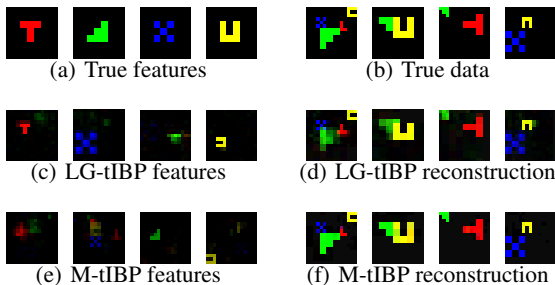 (a) True features
(b) True data
(c) LG-tIBP features
(d) LG-tIBP reconstruction
(e) M-tIBP features
(f) M-tIBP reconstruction